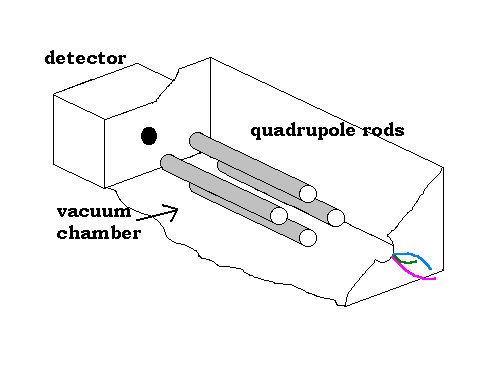 detector
quadrupole rods
vacuum
chamber